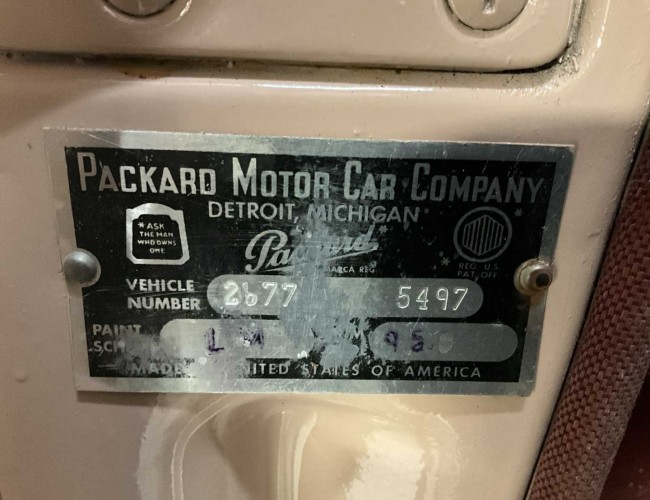 PACKARD MOTOR CAR COMPANY
DETROIT, MICHIGAN
*ASK
THE MAN
WHO OWNS
ONE
Packard
MARCA REG
REG. U.S.
PAT. OFF
VEHICLE
NUMBER 2677 5497
PAINT
L M
UNITED STATES OF AMERICA